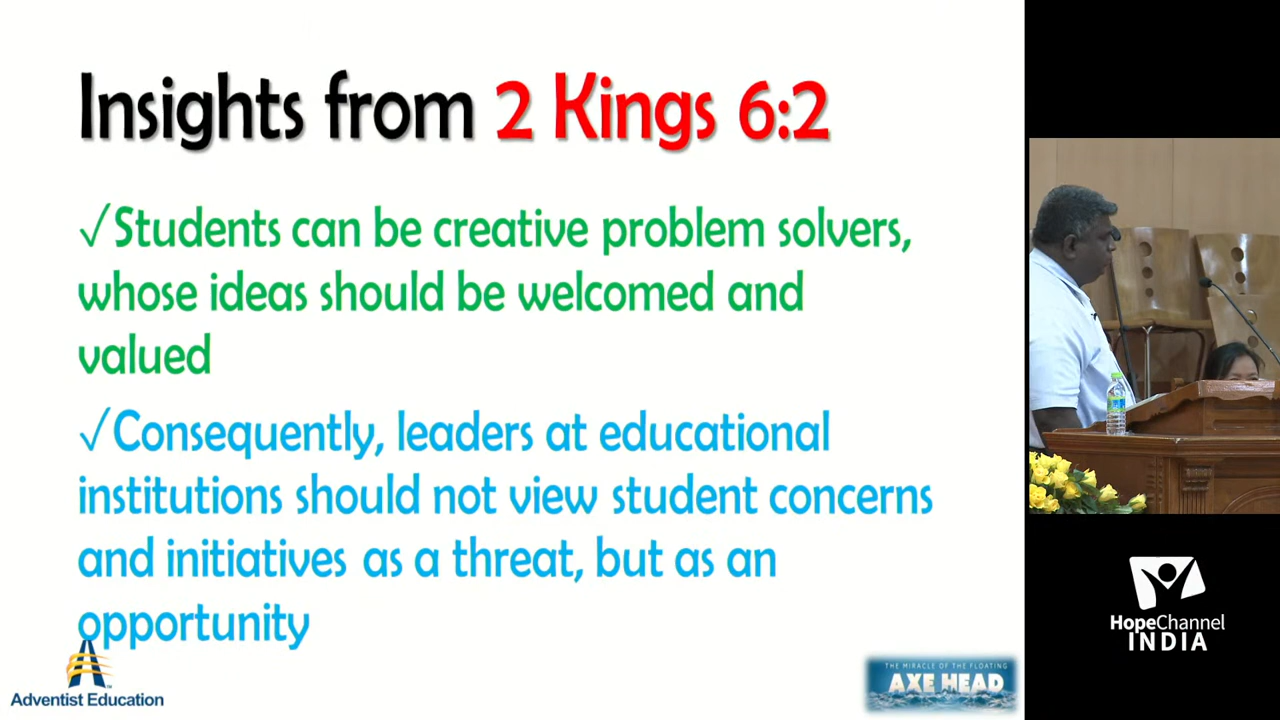 Insights from 2 Kings 6:2
√Students can be creative problem solvers,
whose ideas should be welcomed and
valued
√Consequently, leaders at educational
institutions should not view student concerns
and initiatives as a threat, but as an
opportunity
Adventist Education
THE MIRACLE OF THE FLOATING
AXE HEAD
HopeChannel
INDIA